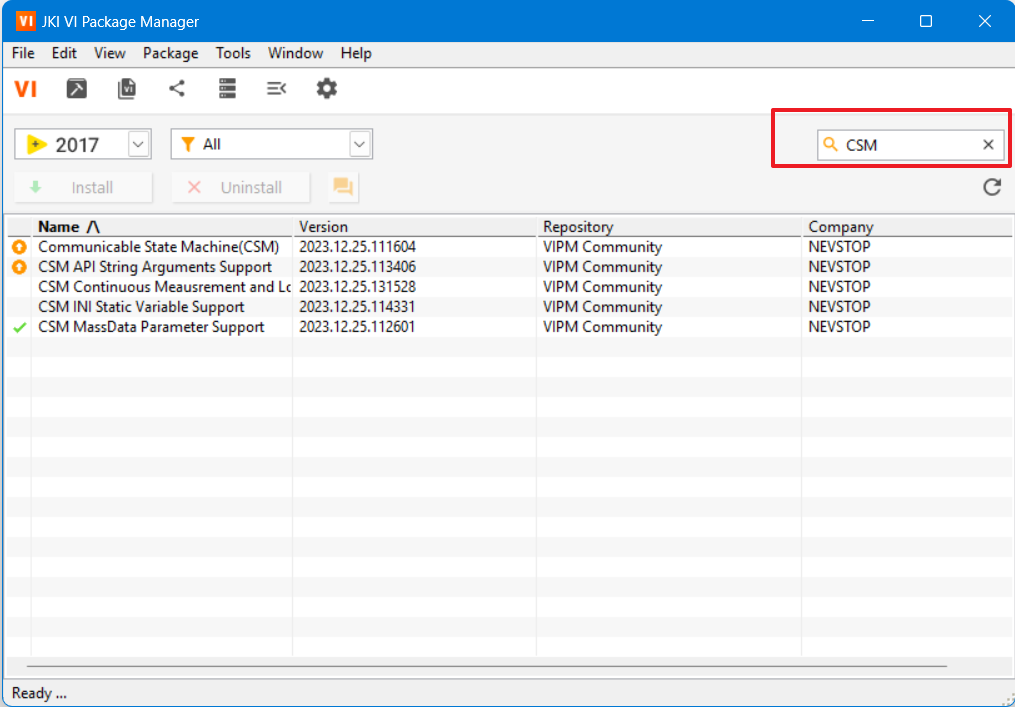 VI JKI VI Package Manager
File Edit View Package Tools Window Help
VI VI
2017 All CSM
Install Uninstall
Name Version Repository Company
Communicable State Machine(CSM) 2023.12.25.111604 VIPM Community NEVSTOP
CSM API String Arguments Support 2023.12.25.113406 VIPM Community NEVSTOP
CSM Continuous Meausrement and Lo 2023.12.25.131528 VIPM Community NEVSTOP
CSM INI Static Variable Support 2023.12.25.114331 VIPM Community NEVSTOP
CSM MassData Parameter Support 2023.12.25.112601 VIPM Community NEVSTOP
Ready ...